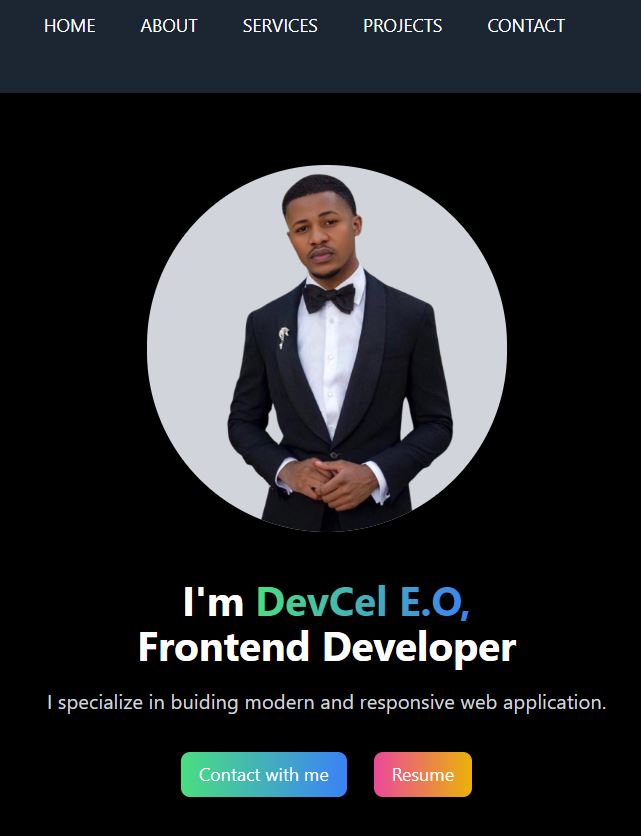 HOME ABOUT SERVICES PROJECTS CONTACT
I'm DevCel E.O,
Frontend Developer
I specialize in buiding modern and responsive web application.
Contact with me Resume